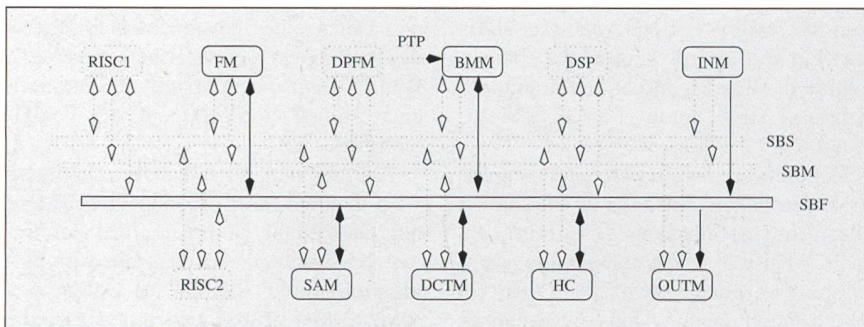 PTP
RISC1 FM DPFM BMM DSP INM
SBS
SBM
SBF
RISC2 SAM DCTM HC OUTM